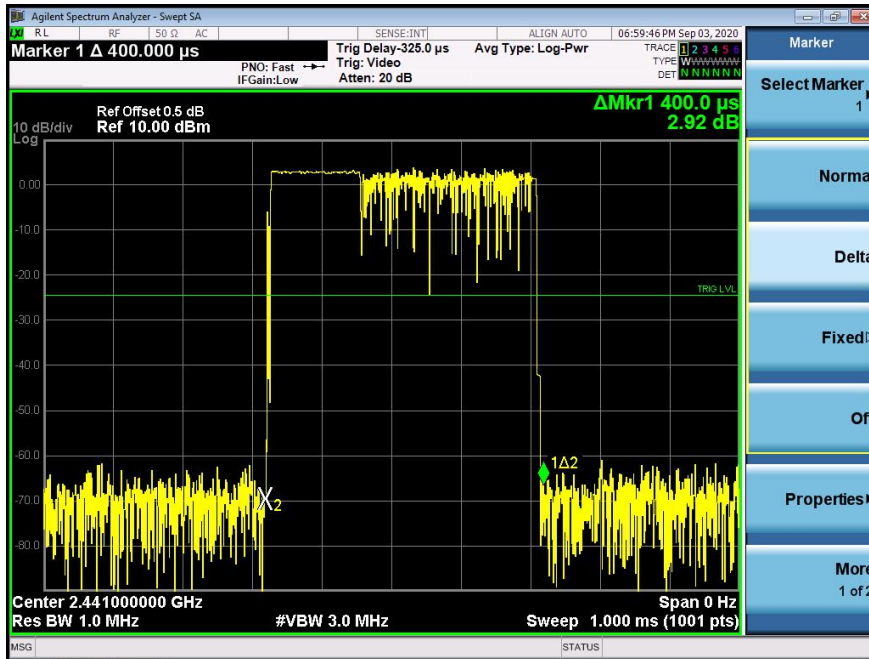 Agilent Spectrum Analyzer - Swept SA
LXI RL RF 50 Ω AC SENSE:INT ALIGN AUTO 06:59:46 PM Sep 03, 2020
Marker 1 Δ 400.000 µs
PNO: Fast
IFGain:Low
Trig Delay-325.0 µs
Trig: Video
Atten: 20 dB
Avg Type: Log-Pwr
TRACE 1 2 3 4 5 6
TYPE WWWWWW
DET N N N N N N
Marker
Select Marker
1
Norma
Delta
Fixed
Of
Properties
More
1 of 2
ΔMkr1 400.0 µs
2.92 dB
Ref Offset 0.5 dB
10 dB/div Ref 10.00 dBm
Log
0.00
-10.0
-20.0
TRIG LVL
-30.0
-40.0
-50.0
-60.0
1Δ2
-70.0
X2
-80.0
Center 2.441000000 GHz Span 0 Hz
Res BW 1.0 MHz #VBW 3.0 MHz Sweep 1.000 ms (1001 pts)
MSG STATUS